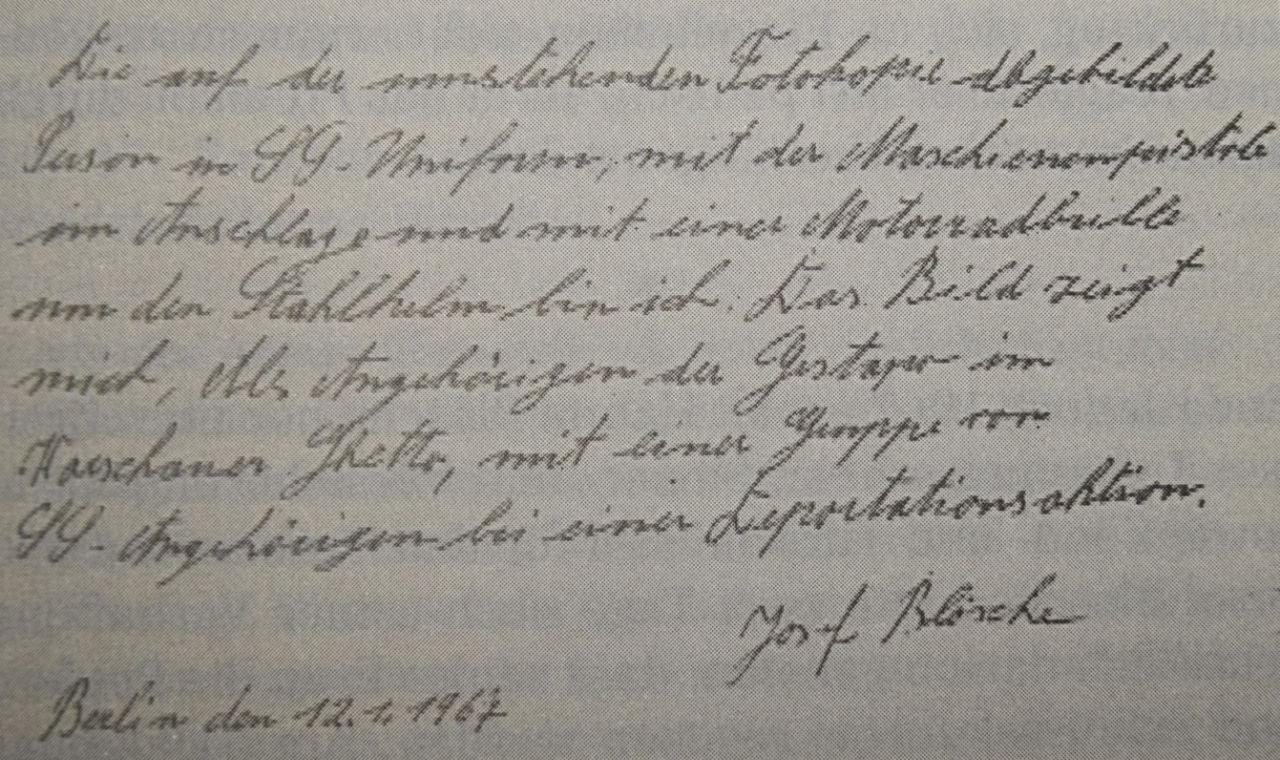 Die auf der umstehenden Fotokopie abgebildete
Person in SS-Uniform, mit der Maschienenpistole
im Anschlage und mit einer Motorradbrille
um den Stahlhelm bin ich. Das Bild zeigt
mich, Als Angehörigen der Gestapo im
Warschauer Ghetto, mit einer Gruppe von
SS-Angehörigen bei einer Deportationsaktion.
Josef Blösche
Berlin den 12.1.1967